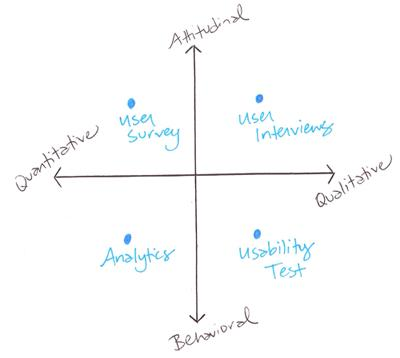 Attitudinal
User
Survey
User
Interviews
Quantitative
Qualitative
Analytics
Usability
Test
Behavioral